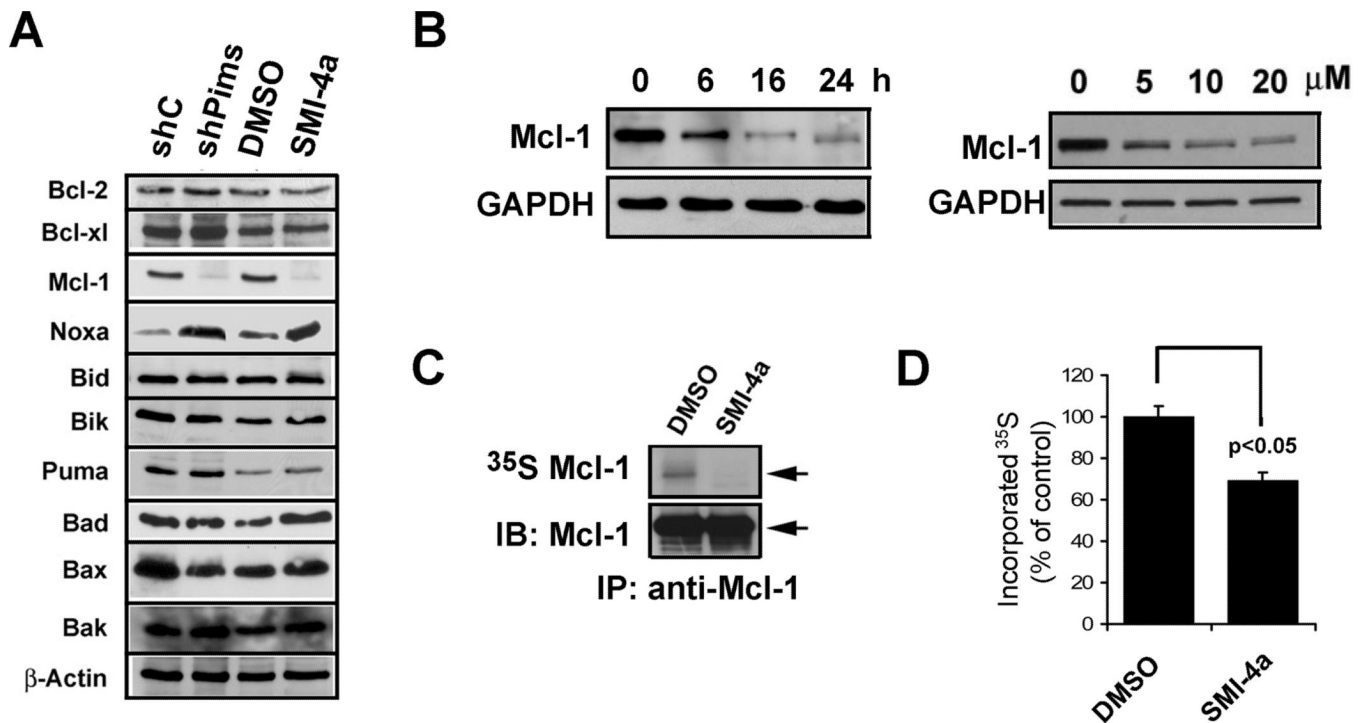 A
shC
shPims
DMSO
SMI-4a
Bcl-2
Bcl-xl
Mcl-1
Noxa
Bid
Bik
Puma
Bad
Bax
Bak
β-Actin
B
0 6 16 24 h
Mcl-1
GAPDH
0 5 10 20 μM
Mcl-1
GAPDH
C
DMSO
SMI-4a
³⁵S Mcl-1
IB: Mcl-1
IP: anti-Mcl-1
D
Incorporated ³⁵S
(% of control)
120
100
80
60
40
20
0
p<0.05
DMSO
SMI-4a